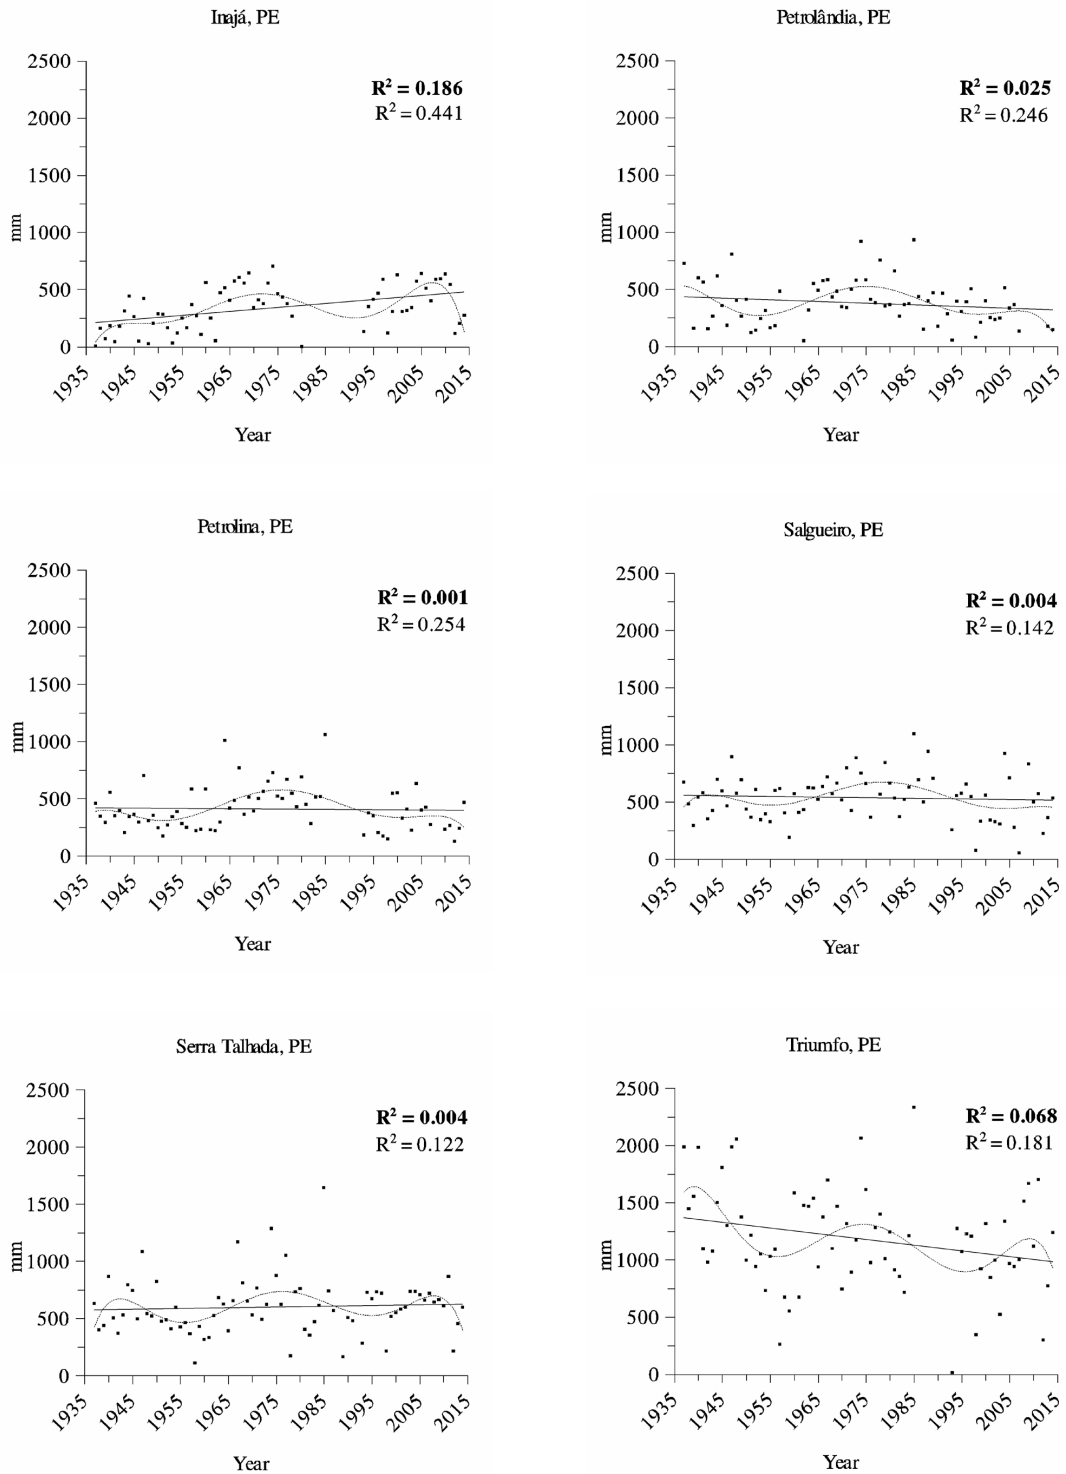 Inajá, PE
2500
R² = 0.186
R² = 0.441
2000
1500
mm
1000
500
0
1935 1945 1955 1965 1975 1985 1995 2005 2015
Year
Petrolândia, PE
2500
R² = 0.025
R² = 0.246
2000
1500
mm
1000
500
0
1935 1945 1955 1965 1975 1985 1995 2005 2015
Year
Petrolina, PE
2500
R² = 0.001
R² = 0.254
2000
1500
mm
1000
500
0
1935 1945 1955 1965 1975 1985 1995 2005 2015
Year
Salgueiro, PE
2500
R² = 0.004
R² = 0.142
2000
1500
mm
1000
500
0
1935 1945 1955 1965 1975 1985 1995 2005 2015
Year
Serra Talhada, PE
2500
R² = 0.004
R² = 0.122
2000
1500
mm
1000
500
0
1935 1945 1955 1965 1975 1985 1995 2005 2015
Year
Triumfo, PE
2500
R² = 0.068
R² = 0.181
2000
1500
mm
1000
500
0
1935 1945 1955 1965 1975 1985 1995 2005 2015
Year